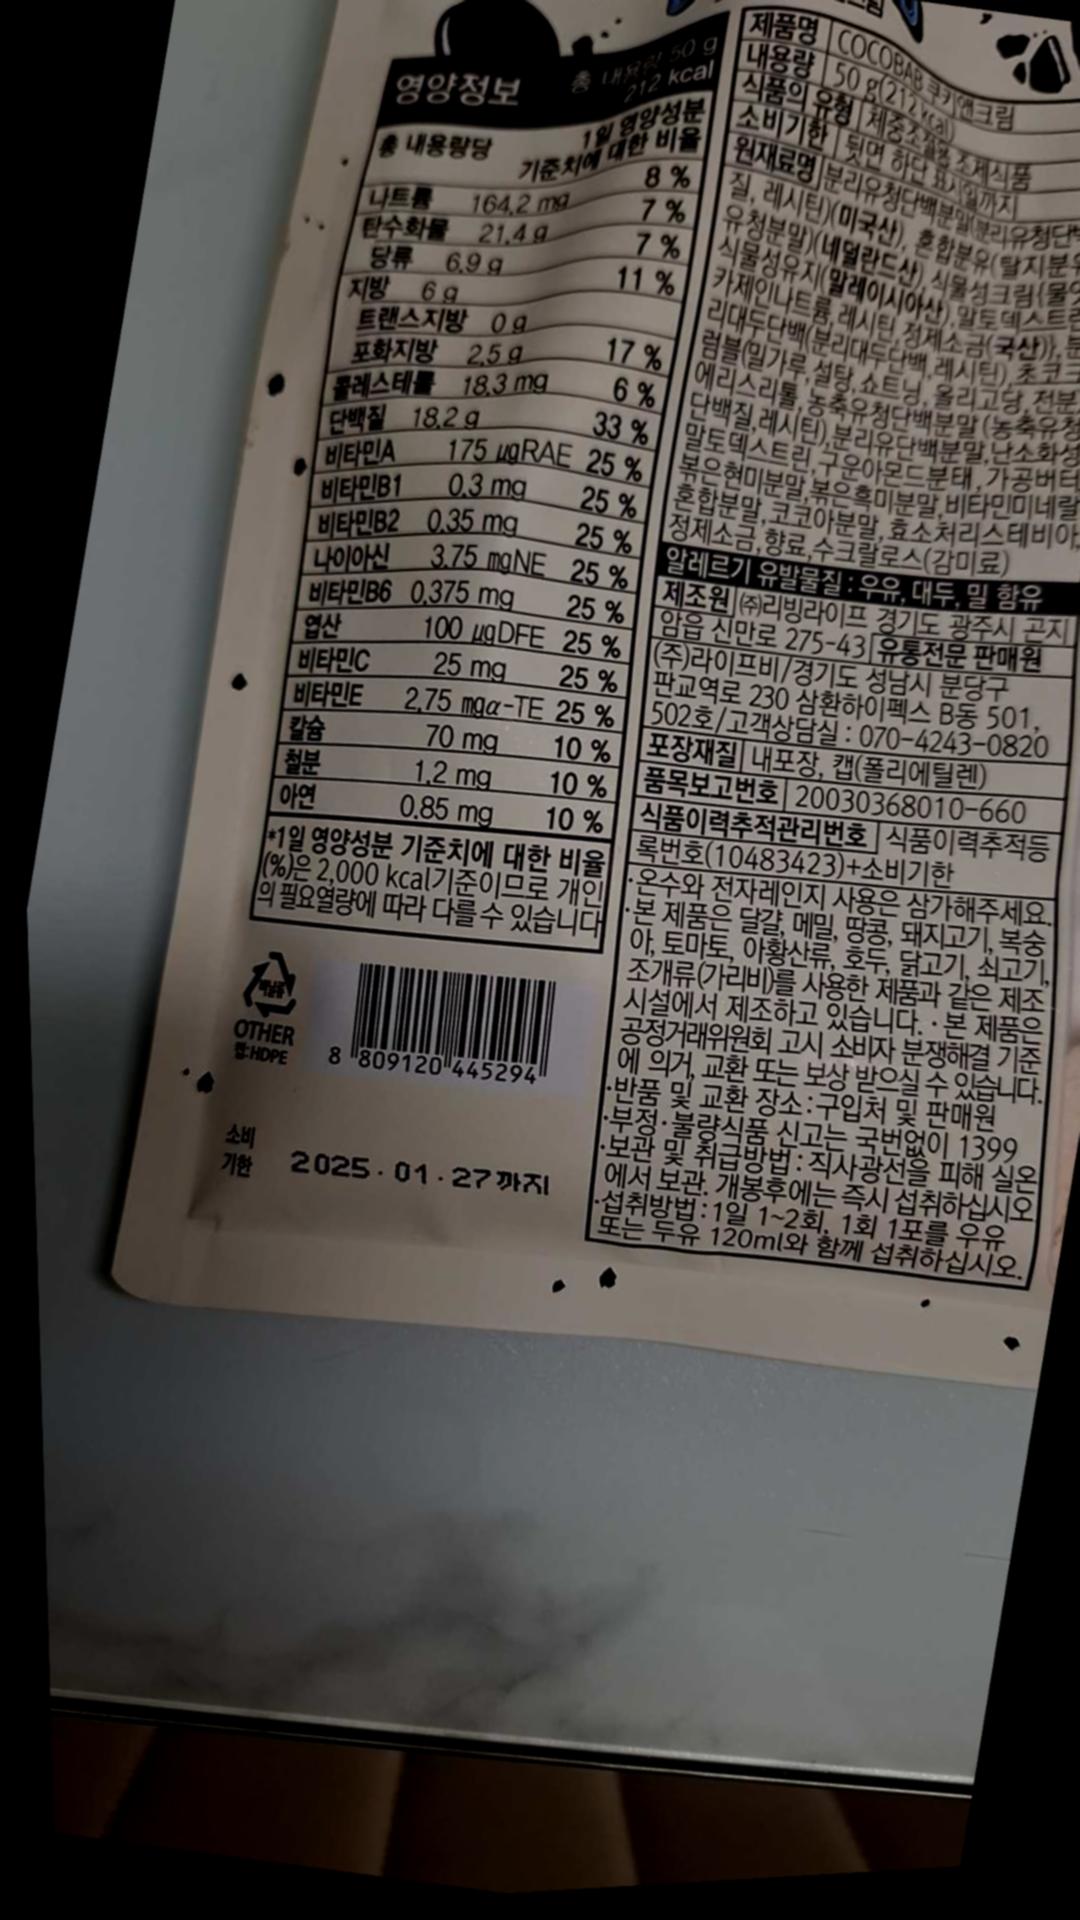 영양정보
총 내용량 50 g
212 kcal
총 내용량당
1일 영양성분
기준치에 대한 비율
나트륨 164.2 mg 8 %
탄수화물 21.4 g 7 %
당류 6.9 g 7 %
지방 6 g 11 %
트랜스지방 0 g
포화지방 2.5 g 17 %
콜레스테롤 18.3 mg 6 %
단백질 18.2 g 33 %
비타민A 175 μgRAE 25 %
비타민B1 0.3 mg 25 %
비타민B2 0.35 mg 25 %
나이아신 3.75 mgNE 25 %
비타민B6 0.375 mg 25 %
엽산 100 μgDFE 25 %
비타민C 25 mg 25 %
비타민E 2.75 mgα-TE 25 %
칼슘 70 mg 10 %
철분 1.2 mg 10 %
아연 0.85 mg 10 %
*1일 영양성분 기준치에 대한 비율
(%)은 2,000 kcal기준이므로 개인
의 필요열량에 따라 다를 수 있습니다
OTHER
캡:HDPE
8 809120 445294
소비
기한
2025.01.27까지
제품명 COCOBAB 쿠키앤크림
내용량 50 g(212 kcal)
식품의 유형 체중조절용 조제식품
소비기한 뒷면 하단 표시일까지
원재료명 분리유청단백분말(분리유청단백
질, 레시틴)(미국산), 혼합분유(탈지분유
유청분말)(네덜란드산), 식물성크림(물엿
식물성유지(말레이시아산), 말토덱스트린
카제인나트륨, 레시틴, 정제소금(국산)), 분
리대두단백(분리대두단백, 레시틴), 초코크
럼블(밀가루, 설탕, 쇼트닝, 올리고당, 전분,
에리스리톨, 농축유청단백분말(농축유청
단백질,레시틴),분리유단백분말,난소화성
말토덱스트린,구운아몬드분태,가공버터
볶은현미분말,볶은흑미분말,비타민미네랄
혼합분말,코코아분말,효소처리스테비아,
정제소금,향료,수크랄로스(감미료)
알레르기 유발물질 : 우유, 대두, 밀 함유
제조원 (주)리빙라이프 경기도 광주시 곤지
암읍 신만로 275-43 유통전문 판매원
(주)라이프비/경기도 성남시 분당구
판교역로 230 삼환하이펙스 B동 501,
502호/고객상담실 : 070-4243-0820
포장재질 내포장, 캡(폴리에틸렌)
품목보고번호 20030368010-660
식품이력추적관리번호 식품이력추적등
록번호(10483423)+소비기한
·온수와 전자레인지 사용은 삼가해주세요.
·본 제품은 달걀, 메밀, 땅콩, 돼지고기, 복숭
아, 토마토, 아황산류, 호두, 닭고기, 쇠고기,
조개류(가리비)를 사용한 제품과 같은 제조
시설에서 제조하고 있습니다. · 본 제품은
공정거래위원회 고시 소비자 분쟁해결 기준
에 의거, 교환 또는 보상 받으실 수 있습니다.
·반품 및 교환 장소 : 구입처 및 판매원
·부정·불량식품 신고는 국번없이 1399
·보관 및 취급방법 : 직사광선을 피해 실온
에서 보관. 개봉후에는 즉시 섭취하십시오
·섭취방법 : 1일 1~2회, 1회 1포를 우유
또는 두유 120ml와 함께 섭취하십시오.